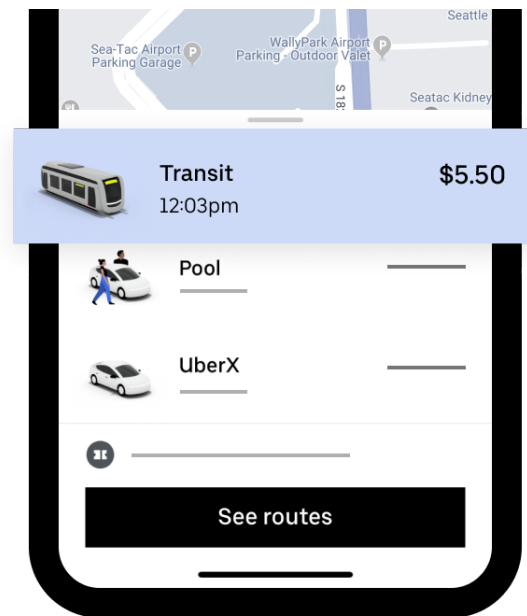 Seattle
Sea-Tac Airport
Parking Garage
P
WallyPark Airport
Parking - Outdoor Valet
P
S 18
Seatac Kidney
Transit
$5.50
12:03pm
Pool
UberX
See routes